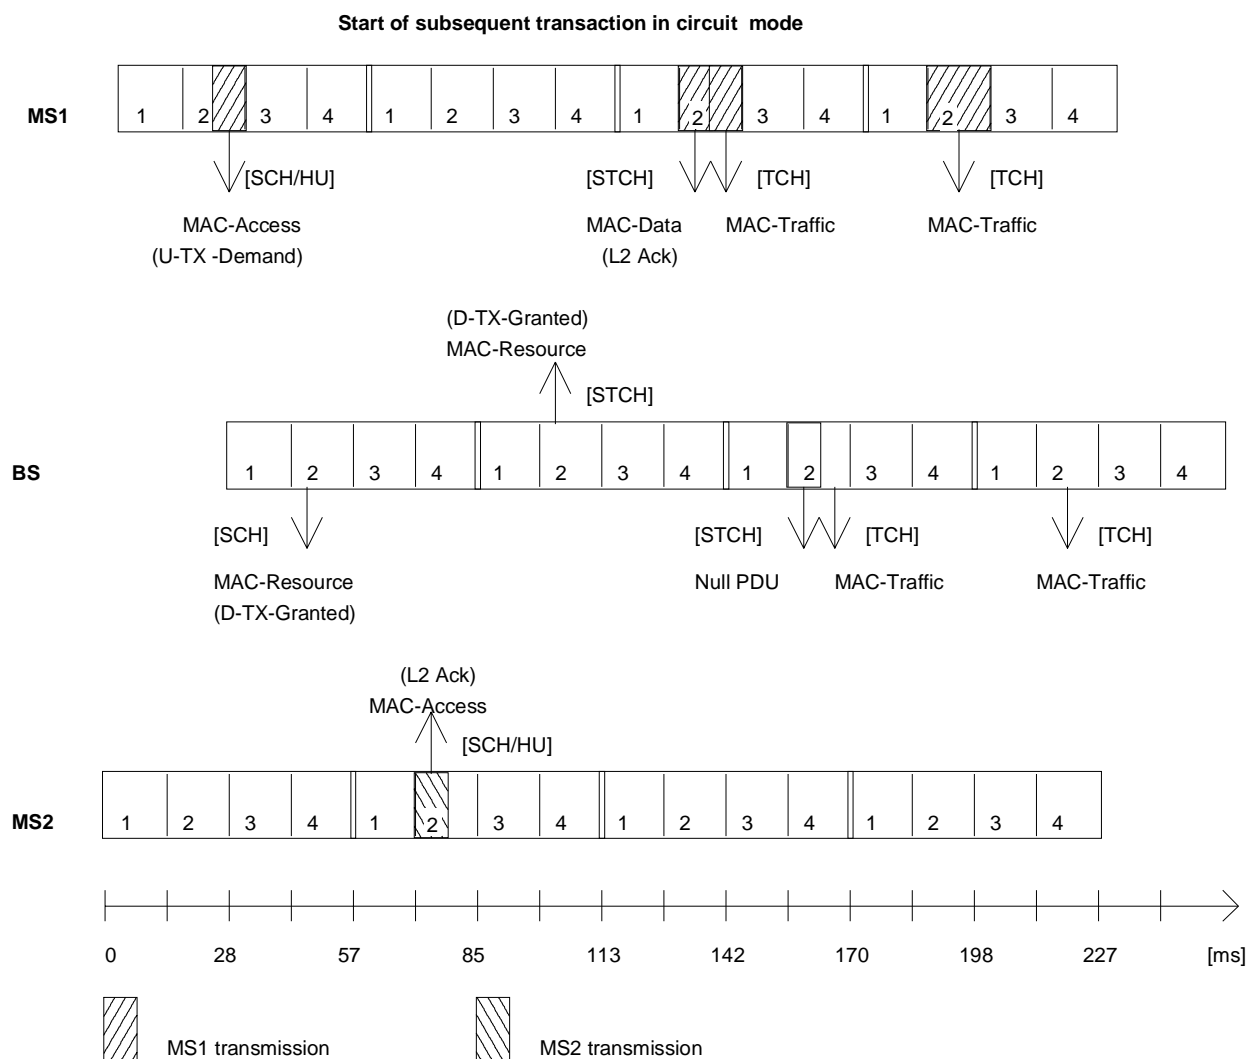 Start of subsequent transaction in circuit mode
MS1
1 2 3 4 1 2 3 4 1 2 3 4 1 2 3 4
[SCH/HU] [STCH] [TCH] [TCH]
MAC-Access MAC-Data MAC-Traffic MAC-Traffic
(U-TX -Demand) (L2 Ack)
(D-TX-Granted)
MAC-Resource
[STCH]
BS
1 2 3 4 1 2 3 4 1 2 3 4 1 2 3 4
[SCH] [STCH] [TCH] [TCH]
MAC-Resource Null PDU MAC-Traffic MAC-Traffic
(D-TX-Granted)
(L2 Ack)
MAC-Access
[SCH/HU]
MS2
1 2 3 4 1 2 3 4 1 2 3 4 1 2 3 4
0 28 57 85 113 142 170 198 227 [ms]
MS1 transmission MS2 transmission